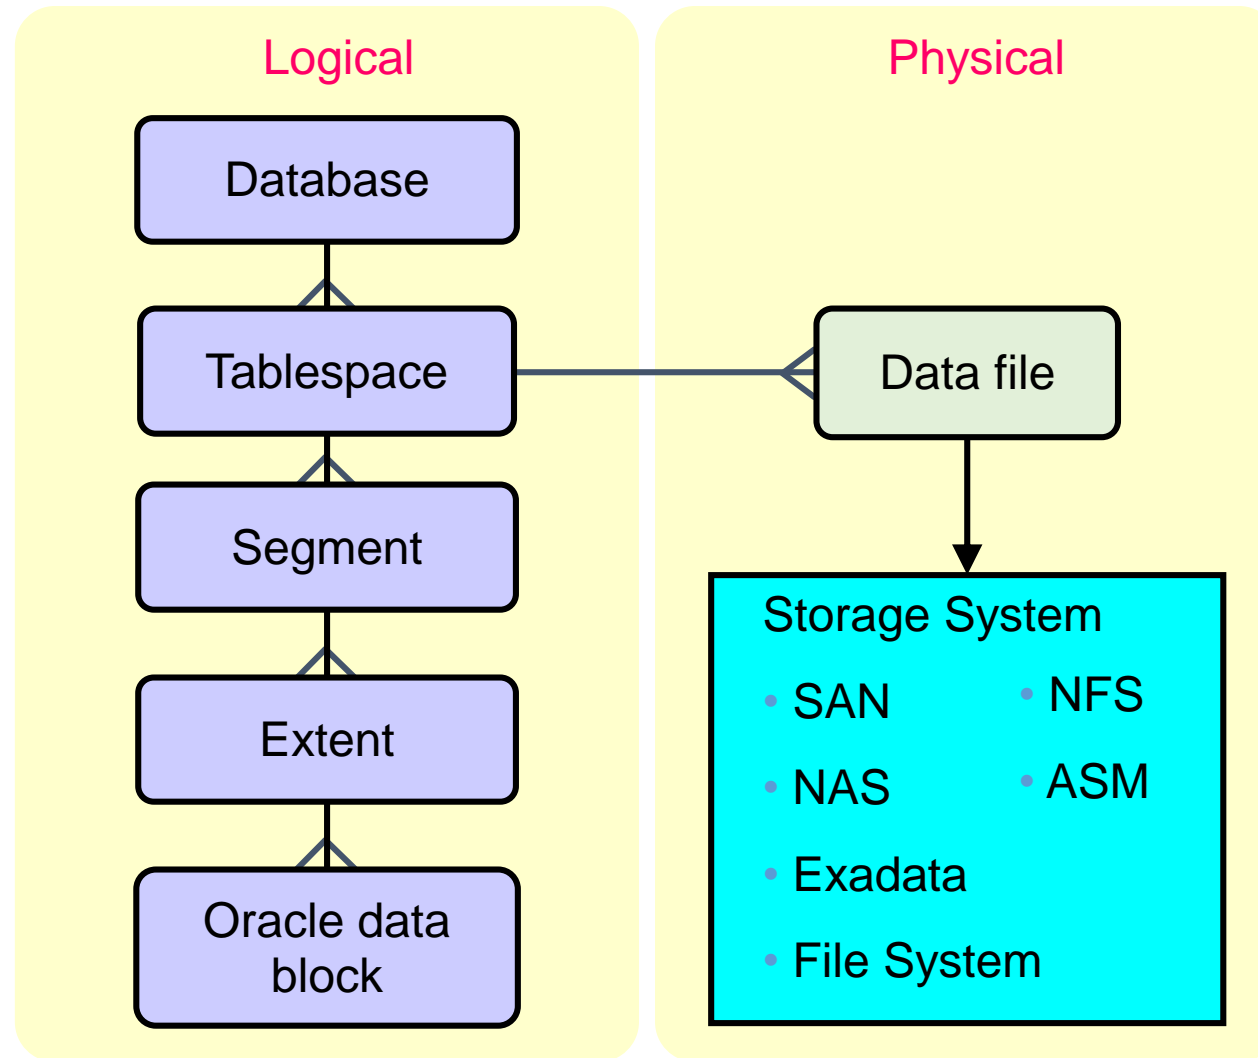 Logical
Database
Tablespace
Segment
Extent
Oracle data
block
Physical
Data file
Storage System
• SAN
• NAS
• Exadata
• File System
• NFS
• ASM